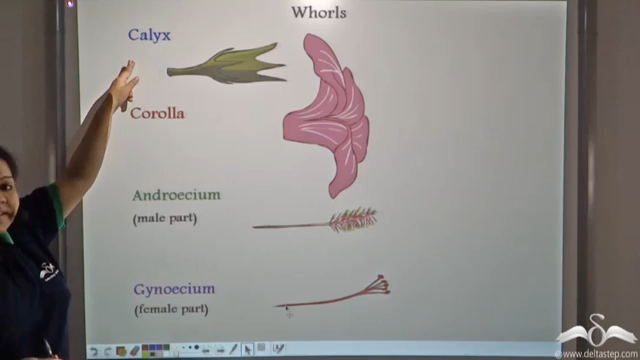 Whorls
Calyx
Corolla
Androecium
(male part)
Gynoecium
(female part)
@www.deltastep.com